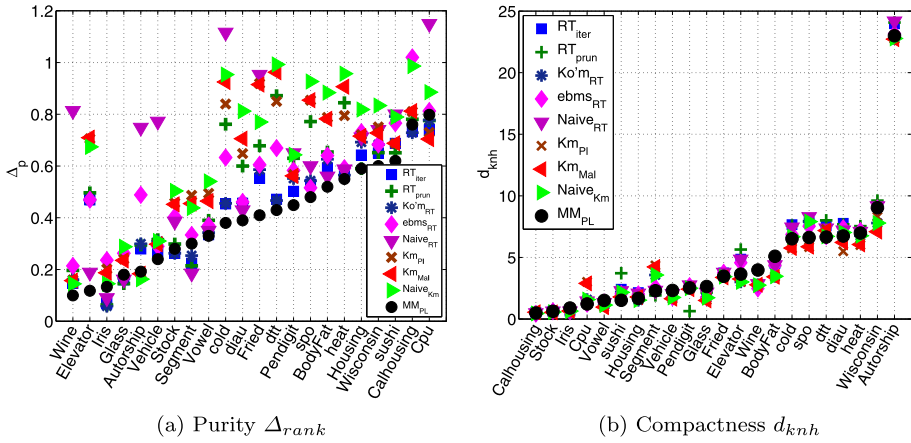 1.2
1
0.8
0.6
0.4
0.2
0
Δp
RTiter
RTprun
Ko'mRT
ebmsRT
NaiveRT
KmPl
KmMal
NaiveKm
MMPL
Wine
Elevator
Iris
Glass
Autorship
Vehicle
Stock
Segment
Vowel
cold
diau
Fried
dtt
Pendigit
spo
BodyFat
heat
Housing
Wisconsin
sushi
Calhousing
Cpu
(a) Purity Δrank
25
20
15
10
5
0
dknh
RTiter
RTprun
Ko'mRT
ebmsRT
NaiveRT
KmPl
KmMal
NaiveKm
MMPL
Calhousing
Stock
Iris
Cpu
Vowel
sushi
Housing
Segment
Vehicle
Pendigit
Glass
Fried
Elevator
Wine
BodyFat
cold
spo
dtt
diau
heat
Wisconsin
Autorship
(b) Compactness dknh